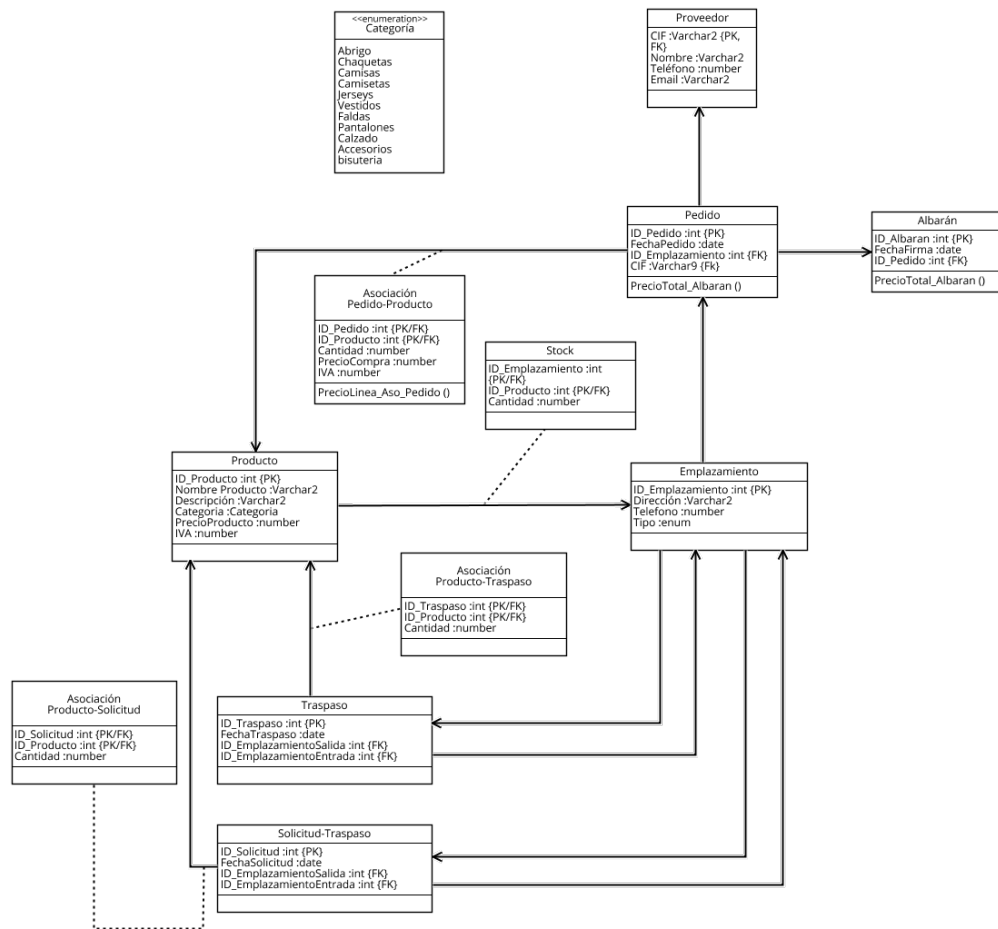 <<enumeration>>
Categoría
Abrigo
Chaquetas
Camisas
Camisetas
Jerseys
Vestidos
Faldas
Pantalones
Calzado
Accesorios
bisuteria
Proveedor
CIF :Varchar2 {PK,
FK}
Nombre :Varchar2
Teléfono :number
Email :Varchar2
Pedido
ID_Pedido :int {PK}
FechaPedido :date
ID_Emplazamiento :int {FK}
CIF :Varchar9 {Fk}
PrecioTotal_Albaran ()
Albarán
ID_Albaran :int {PK}
FechaFirma :date
ID_Pedido :int {FK}
PrecioTotal_Albaran ()
Asociación
Pedido-Producto
ID_Pedido :int {PK/FK}
ID_Producto :int {PK/FK}
Cantidad :number
PrecioCompra :number
IVA :number
PrecioLinea_Aso_Pedido ()
Stock
ID_Emplazamiento :int
{PK/FK}
ID_Producto :int {PK/FK}
Cantidad :number
Producto
ID_Producto :int {PK}
Nombre Producto :Varchar2
Descripción :Varchar2
Categoria :Categoria
PrecioProducto :number
IVA :number
Emplazamiento
ID_Emplazamiento :int {PK}
Dirección :Varchar2
Telefono :number
Tipo :enum
Asociación
Producto-Traspaso
ID_Traspaso :int {PK/FK}
ID_Producto :int {PK/FK}
Cantidad :number
Asociación
Producto-Solicitud
ID_Solicitud :int {PK/FK}
ID_Producto :int {PK/FK}
Cantidad :number
Traspaso
ID_Traspaso :int {PK}
FechaTraspaso :date
ID_EmplazamientoSalida :int {FK}
ID_EmplazamientoEntrada :int {FK}
Solicitud-Traspaso
ID_Solicitud :int {PK}
FechaSolicitud :date
ID_EmplazamientoSalida :int {FK}
ID_EmplazamientoEntrada :int {FK}